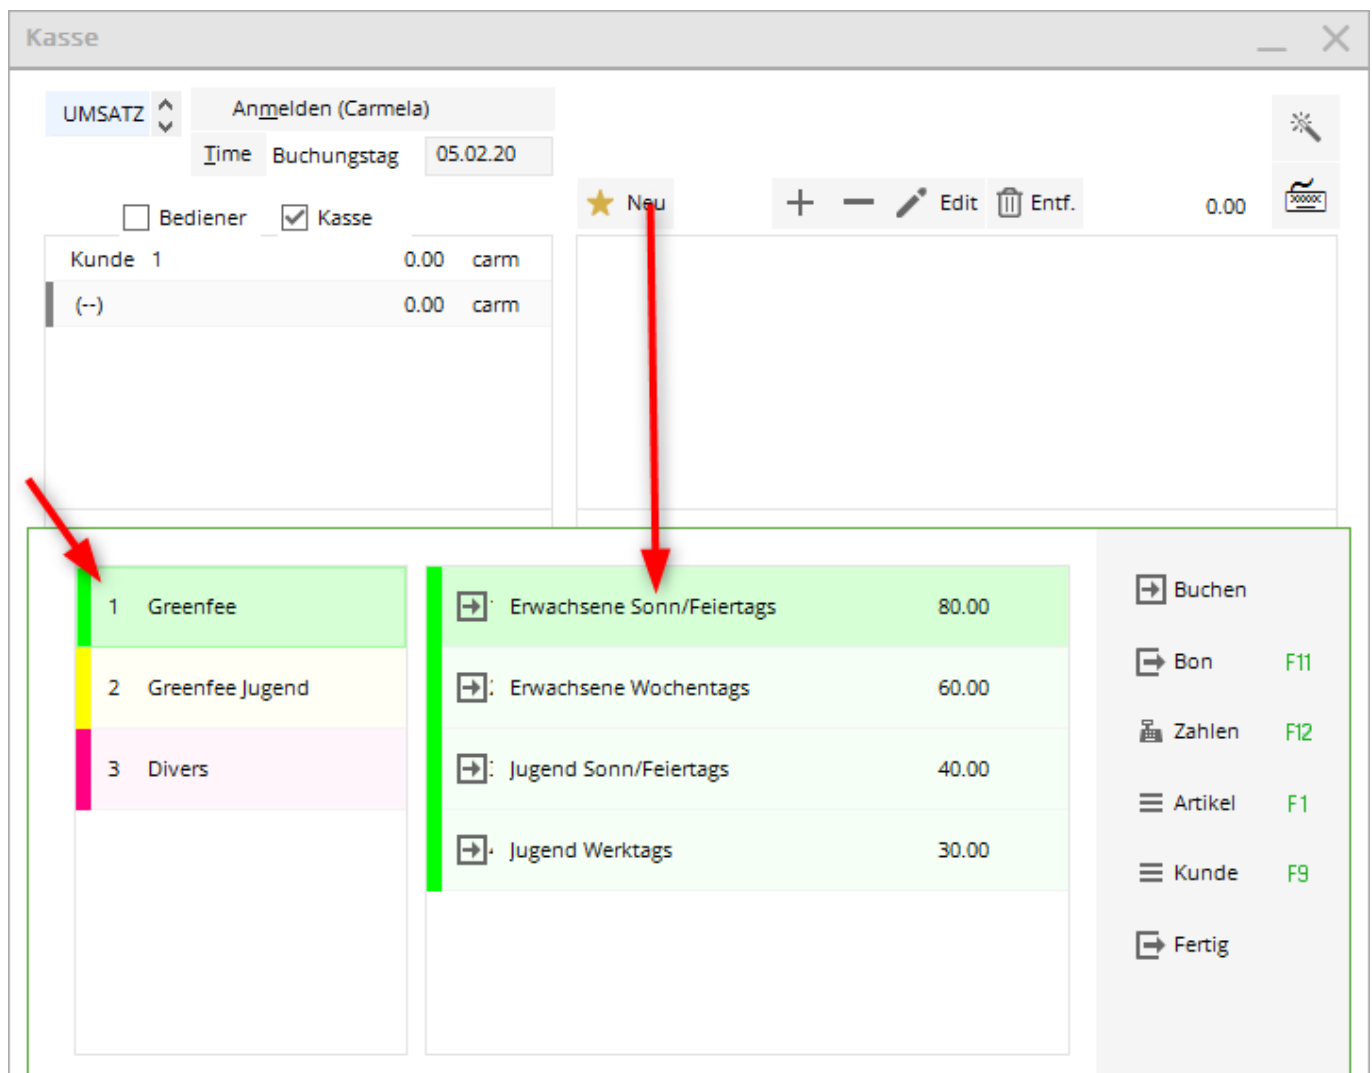 Kasse
UMSATZ Anmelden (Carmela)
Time Buchungstag 05.02.20
Neu Edit Entf. 0.00
Bediener Kasse
Kunde 1 0.00 carm
(--) 0.00 carm
1 Greenfee
2 Greenfee Jugend
3 Divers
Erwachsene Sonn/Feiertags 80.00
Erwachsene Wochentags 60.00
Jugend Sonn/Feiertags 40.00
Jugend Werktags 30.00
Buchen
Bon F11
Zahlen F12
Artikel F1
Kunde F9
Fertig